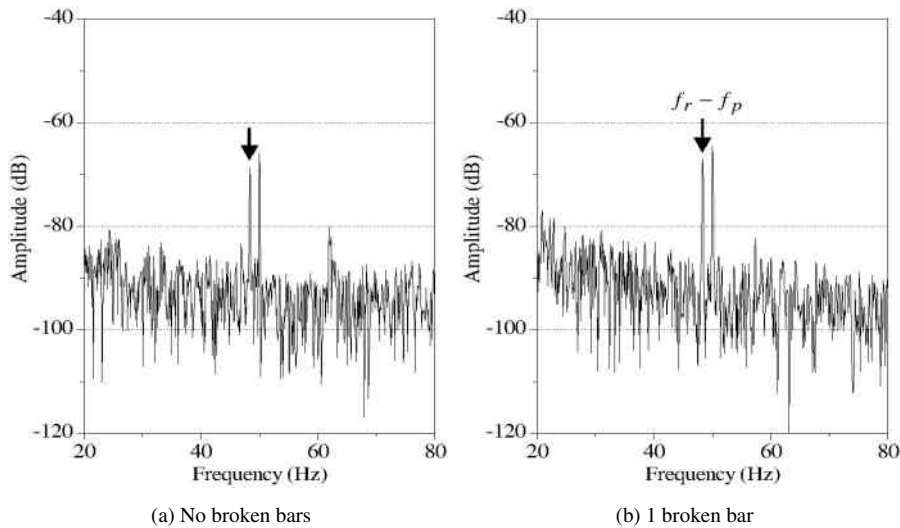 -40
-60
-80
-100
-120
Amplitude (dB)
20
40
60
80
Frequency (Hz)
(a) No broken bars
-40
-60
-80
-100
-120
Amplitude (dB)
f_r − f_p
20
40
60
80
Frequency (Hz)
(b) 1 broken bar